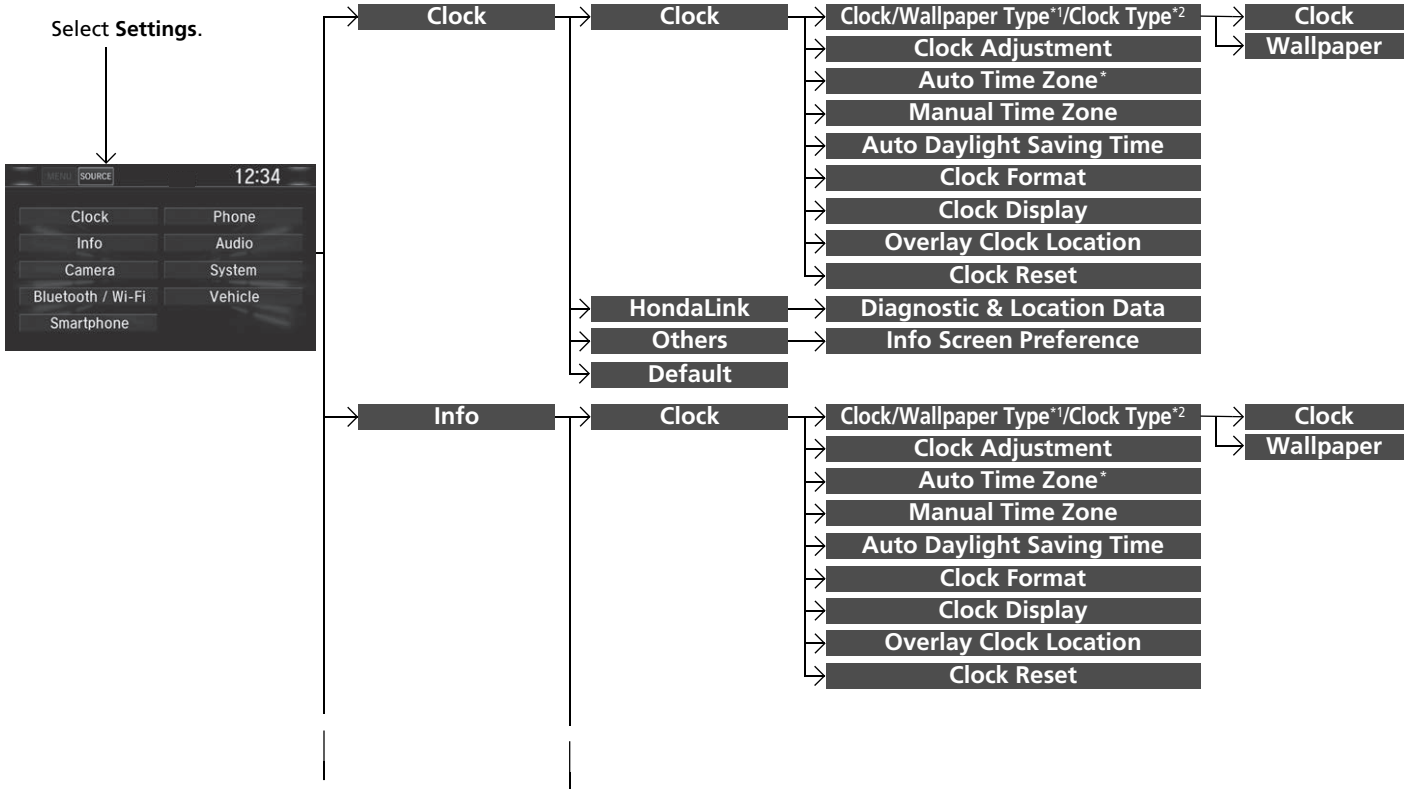 Select Settings.
MENU SOURCE 12:34
Clock Phone
Info Audio
Camera System
Bluetooth / Wi-Fi Vehicle
Smartphone
Clock
Clock
Clock/Wallpaper Type*1/Clock Type*2
Clock
Wallpaper
Clock Adjustment
Auto Time Zone*
Manual Time Zone
Auto Daylight Saving Time
Clock Format
Clock Display
Overlay Clock Location
Clock Reset
HondaLink
Diagnostic & Location Data
Others
Info Screen Preference
Default
Info
Clock
Clock/Wallpaper Type*1/Clock Type*2
Clock
Wallpaper
Clock Adjustment
Auto Time Zone*
Manual Time Zone
Auto Daylight Saving Time
Clock Format
Clock Display
Overlay Clock Location
Clock Reset